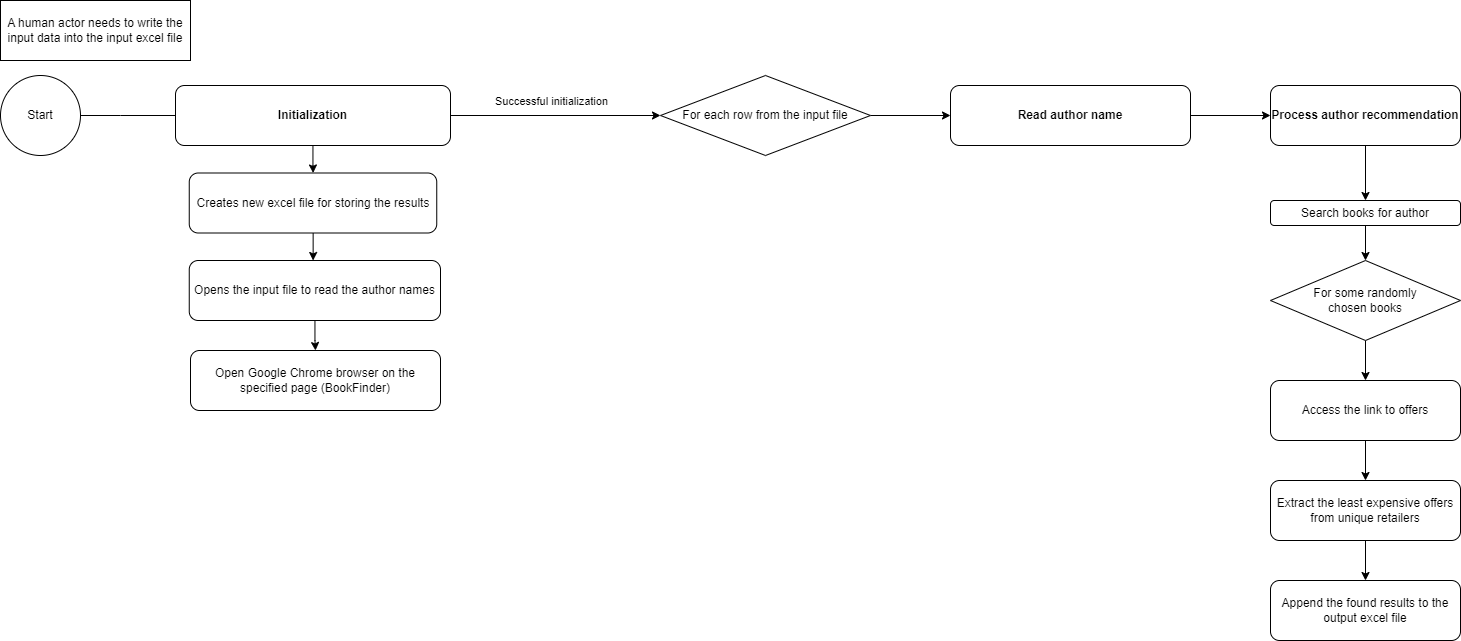 A human actor needs to write the
input data into the input excel file
Start
Initialization
Successful initialization
For each row from the input file
Read author name
Process author recommendation
Creates new excel file for storing the results
Opens the input file to read the author names
Open Google Chrome browser on the
specified page (BookFinder)
Search books for author
For some randomly
chosen books
Access the link to offers
Extract the least expensive offers
from unique retailers
Append the found results to the
output excel file